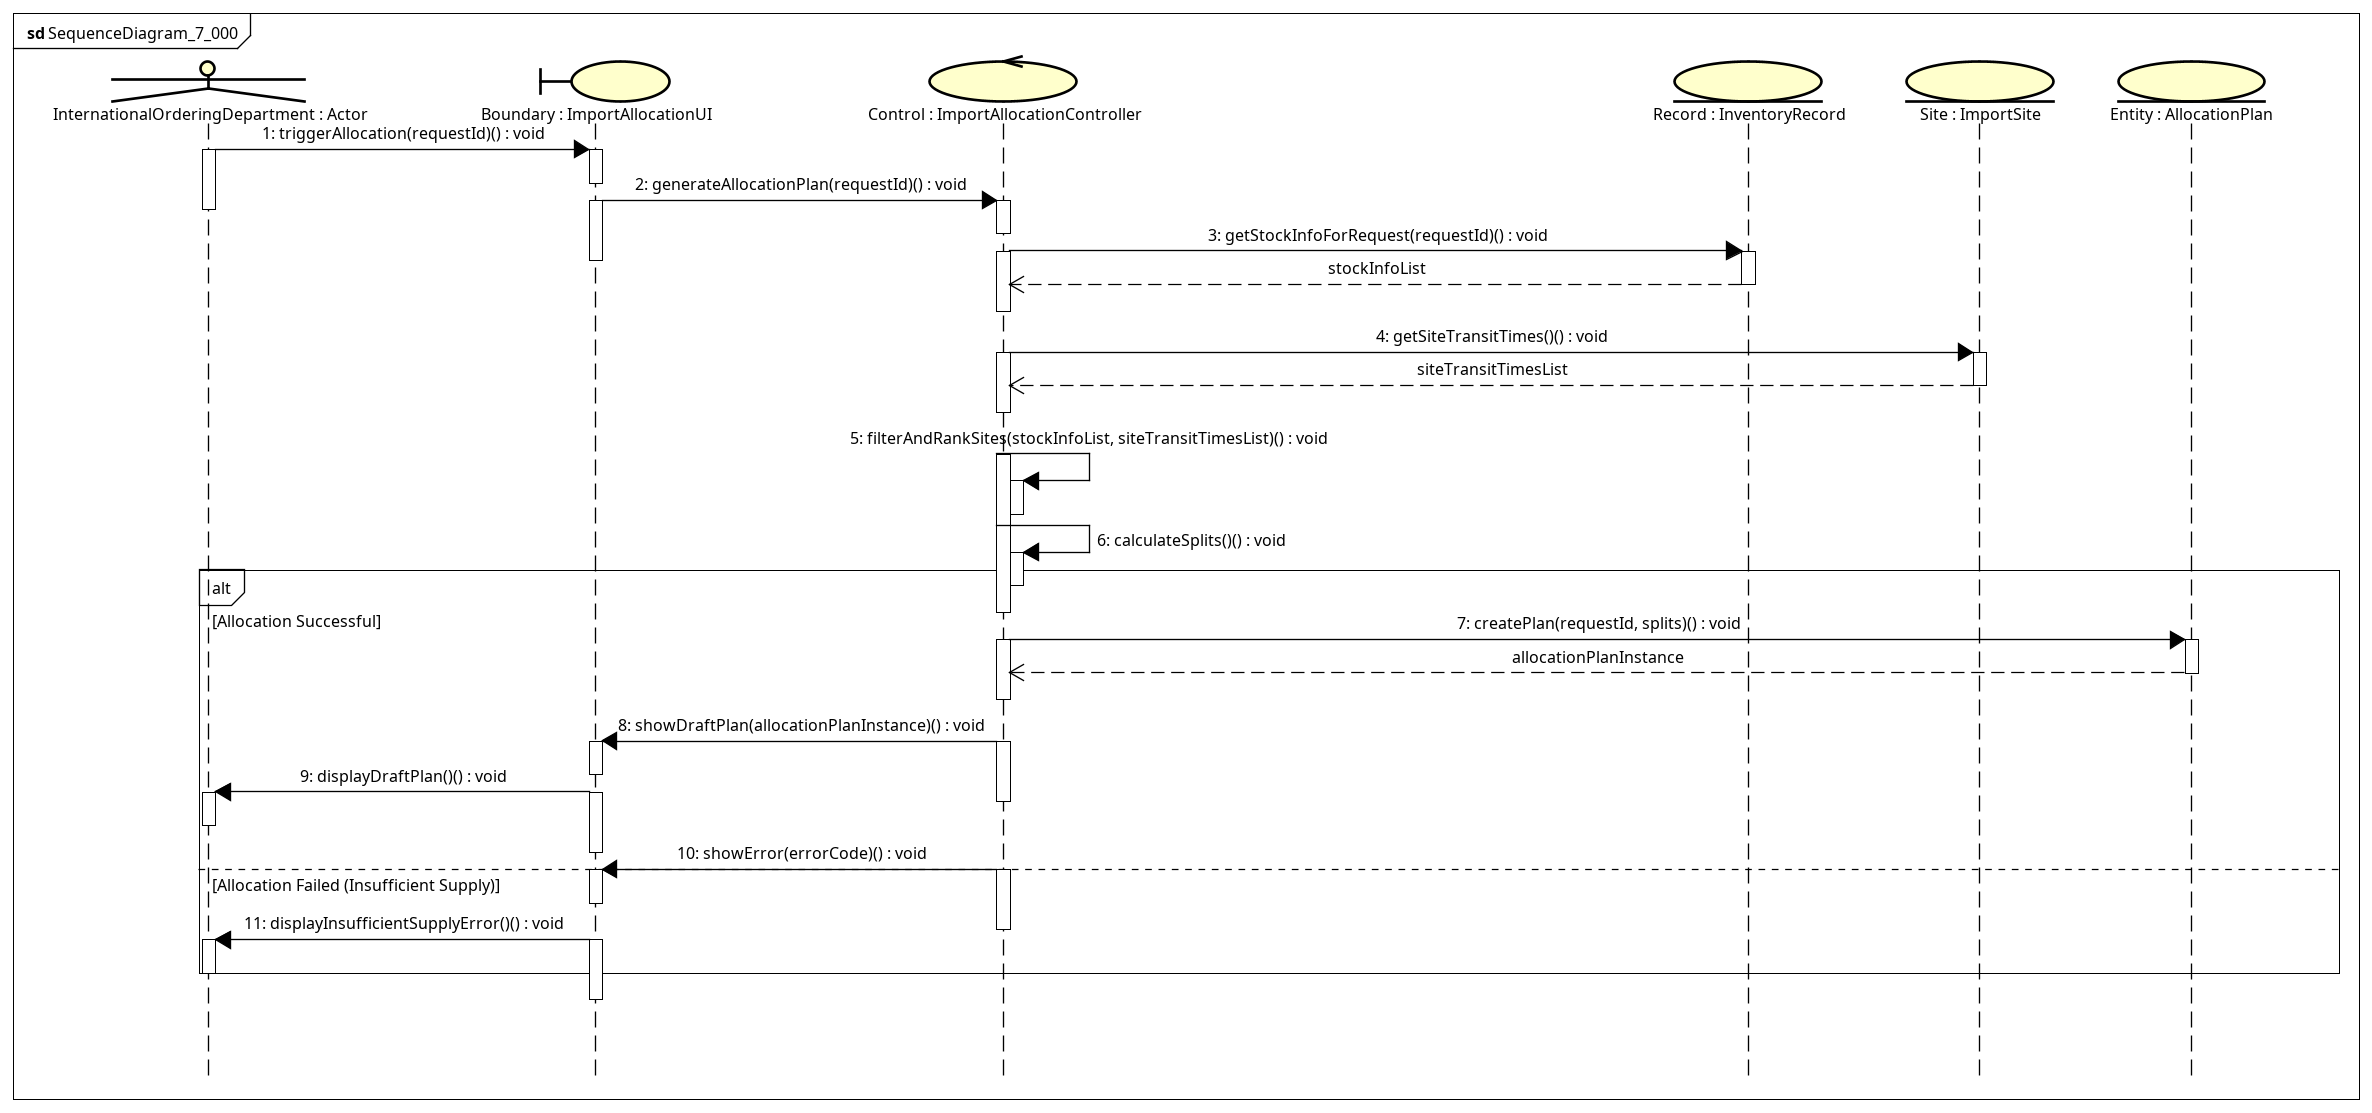 sd SequenceDiagram_7_000
InternationalOrderingDepartment : Actor
Boundary : ImportAllocationUI
Control : ImportAllocationController
Record : InventoryRecord
Site : ImportSite
Entity : AllocationPlan
1: triggerAllocation(requestId)() : void
2: generateAllocationPlan(requestId)() : void
3: getStockInfoForRequest(requestId)() : void
stockInfoList
4: getSiteTransitTimes()() : void
siteTransitTimesList
5: filterAndRankSites(stockInfoList, siteTransitTimesList)() : void
6: calculateSplits()() : void
alt
[Allocation Successful]
7: createPlan(requestId, splits)() : void
allocationPlanInstance
8: showDraftPlan(allocationPlanInstance)() : void
9: displayDraftPlan()() : void
10: showError(errorCode)() : void
[Allocation Failed (Insufficient Supply)]
11: displayInsufficientSupplyError()() : void